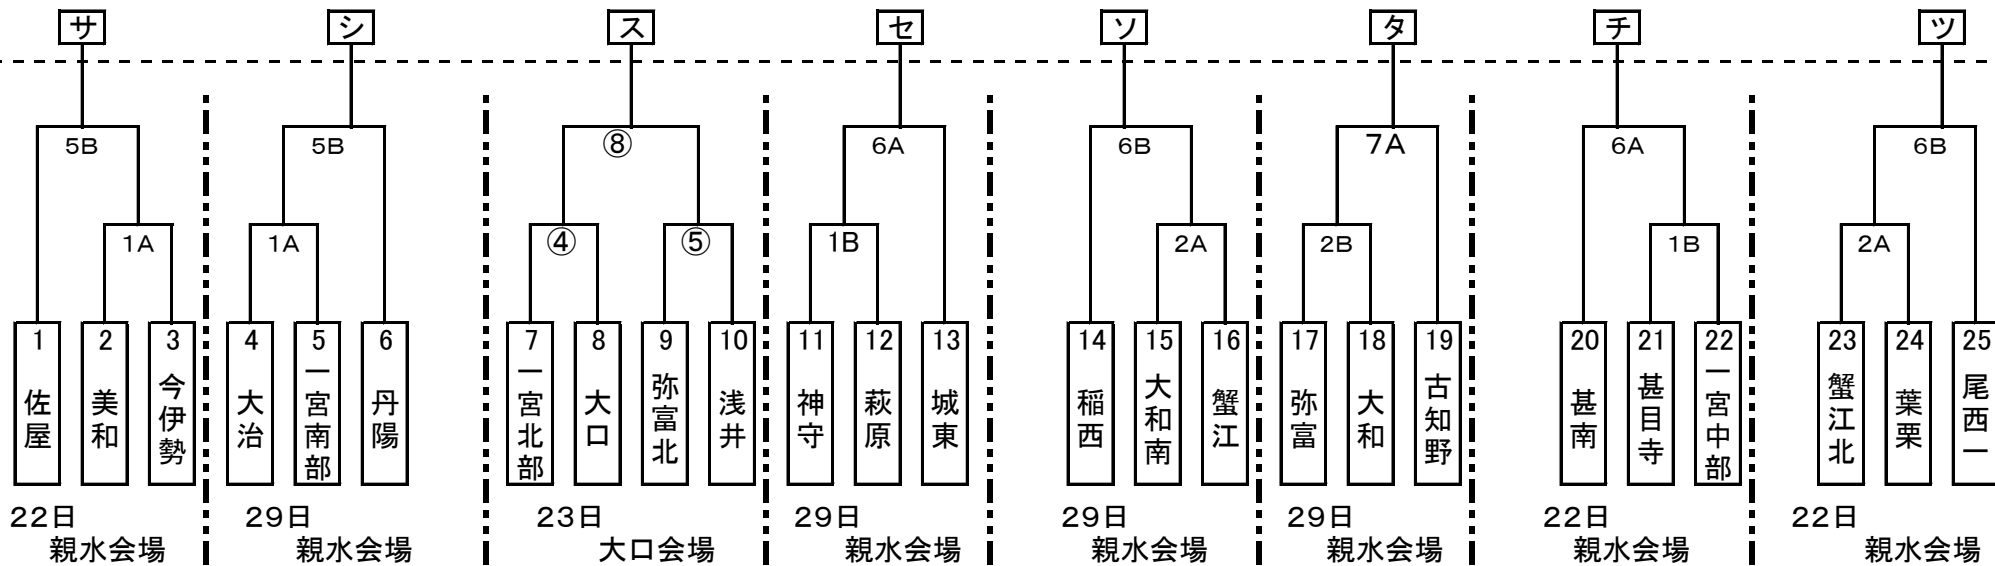 サ シ ス セ ソ タ チ ツ
5B 5B ⑧ 6A 6B 7A 6A 6B
1A 1A ④ ⑤ 1B 2A 2B 1B 2A
1 2 3 4 5 6 7 8 9 10 11 12 13 14 15 16 17 18 19 20 21 22 23 24 25
佐屋
美和
今伊勢
大治
一宮南部
丹陽
一宮北部
大口
弥富北
浅井
神守
萩原
城東
稲西
大和南
蟹江
弥富
大和
古知野
甚南
甚目寺
一宮中部
蟹江北
葉栗
尾西一
22日 29日 23日 29日 29日 29日 22日 22日
親水会場 親水会場 大口会場 親水会場 親水会場 親水会場 親水会場 親水会場